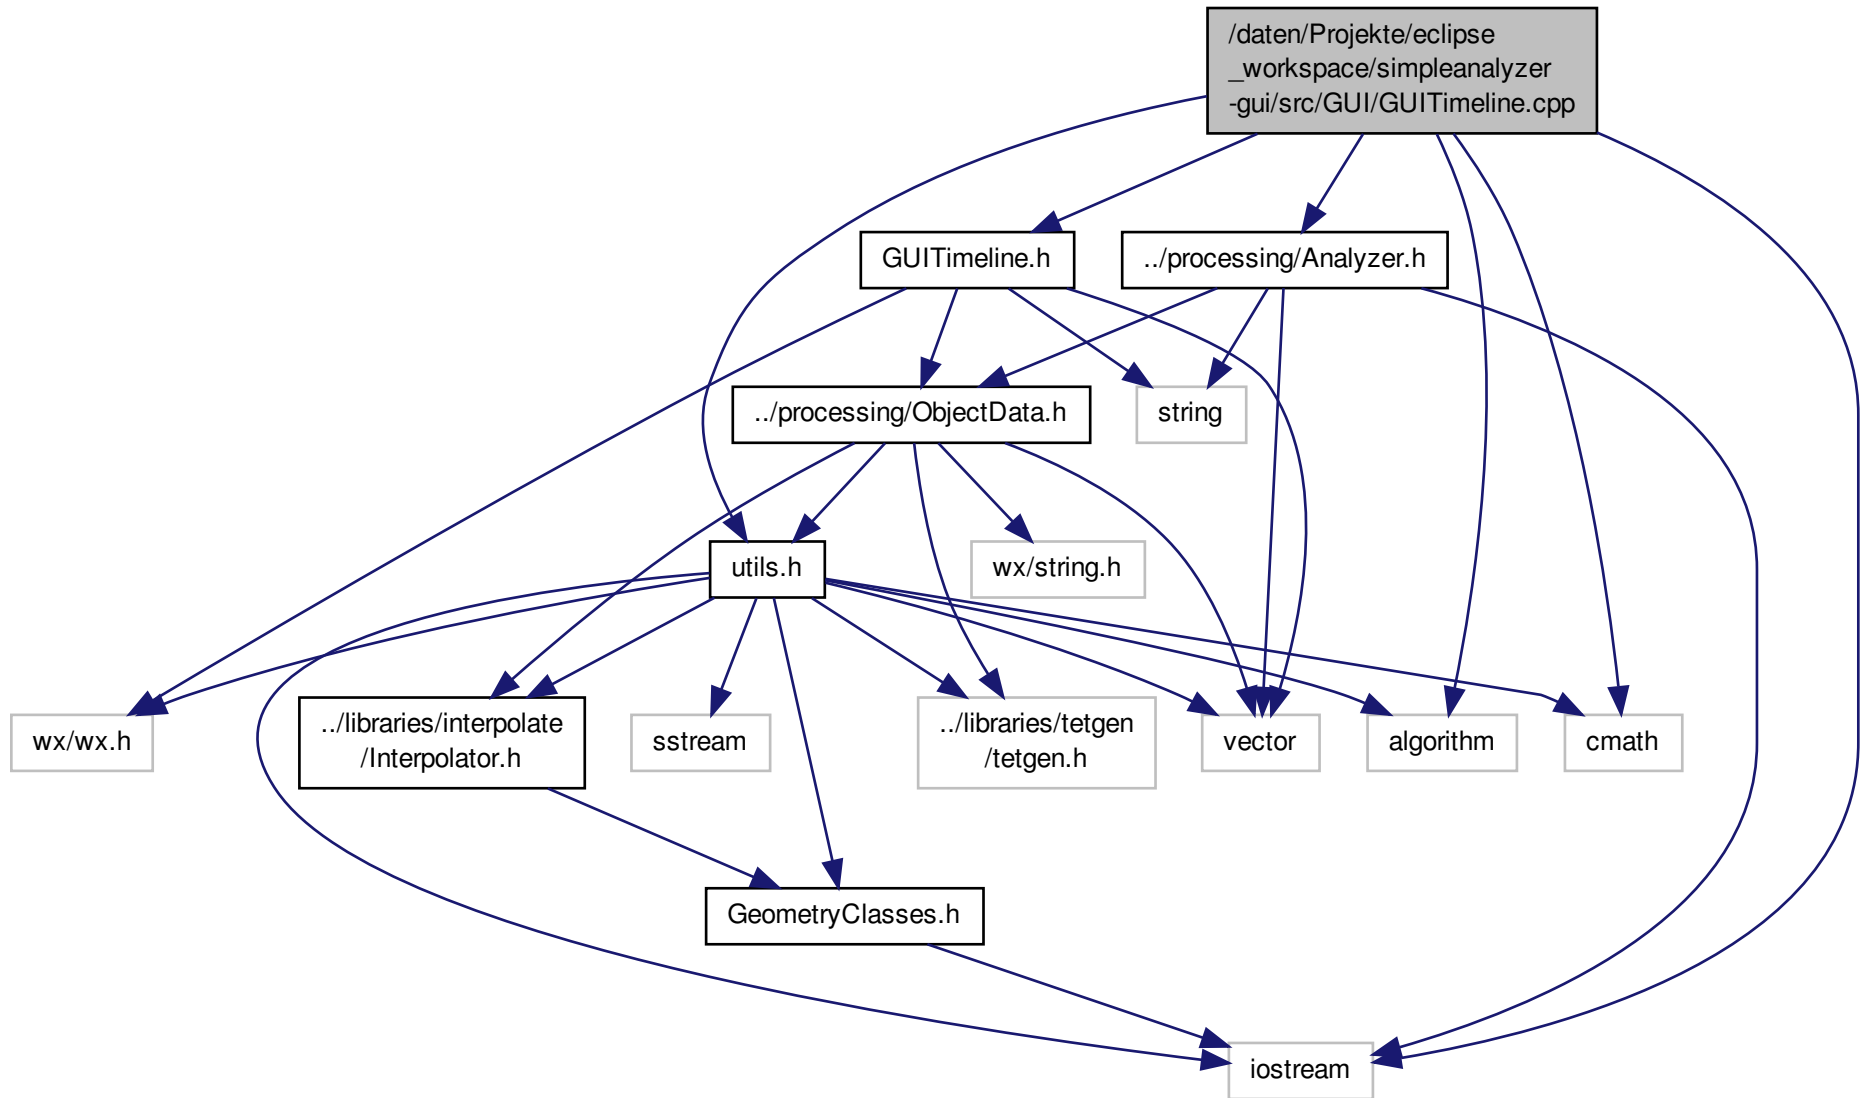 /daten/Projekte/eclipse
_workspace/simpleanalyzer
-gui/src/GUI/GUITimeline.cpp
GUITimeline.h
../processing/Analyzer.h
../processing/ObjectData.h
string
utils.h
wx/string.h
wx/wx.h
../libraries/interpolate
/Interpolator.h
sstream
../libraries/tetgen
/tetgen.h
vector
algorithm
cmath
GeometryClasses.h
iostream